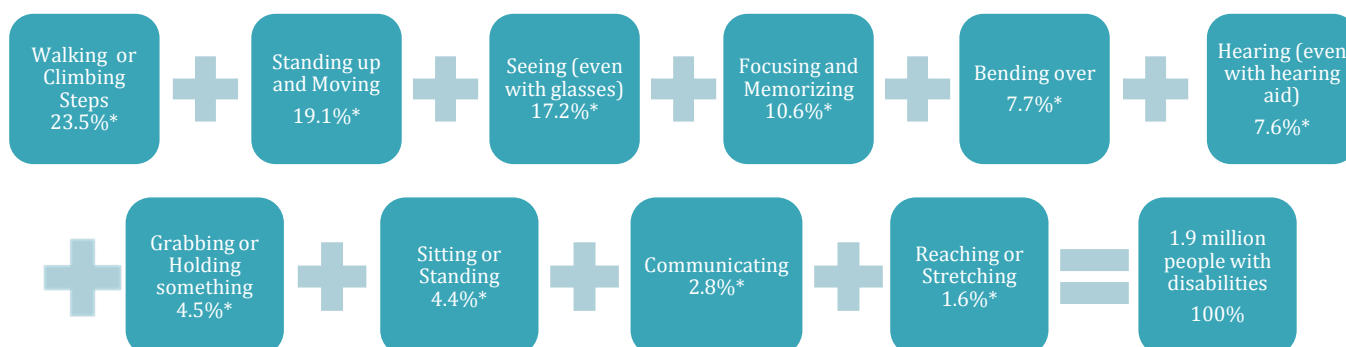 Walking or
Climbing
Steps
23.5%*
Standing up
and Moving
19.1%*
Seeing (even
with glasses)
17.2%*
Focusing and
Memorizing
10.6%*
Bending over
7.7%*
Hearing (even
with hearing
aid)
7.6%*
Grabbing or
Holding
something
4.5%*
Sitting or
Standing
4.4%*
Communicating
2.8%*
Reaching or
Stretching
1.6%*
1.9 million
people with
disabilities
100%